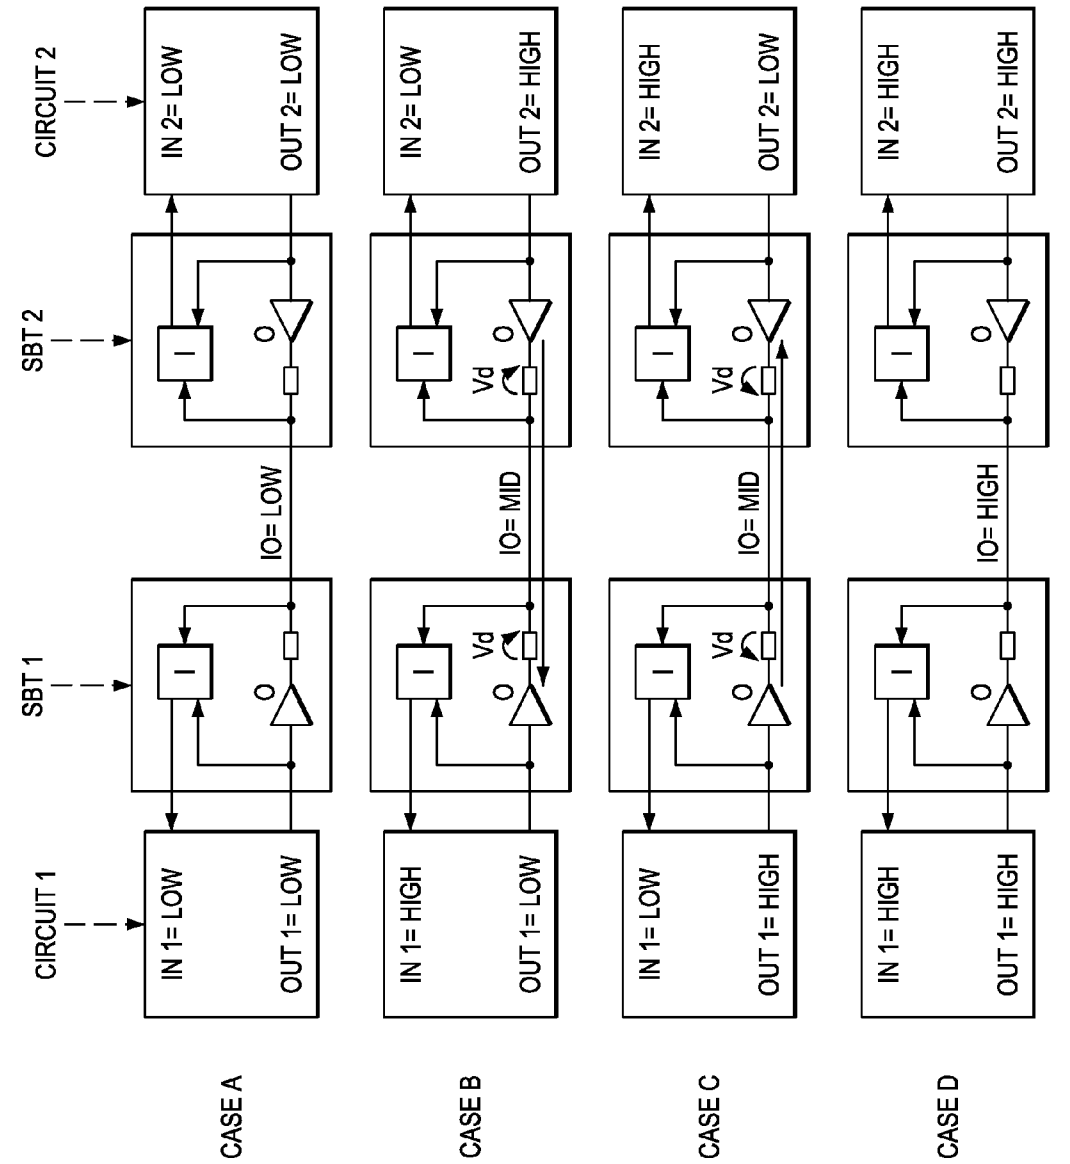 CIRCUIT 1
SBT 1
SBT 2
CIRCUIT 2
CASE A
IN 1= LOW
OUT 1= LOW
I
O
IO= LOW
I
O
IN 2= LOW
OUT 2= LOW
CASE B
IN 1= HIGH
OUT 1= LOW
I
O
Vd
IO= MID
I
O
Vd
IN 2= LOW
OUT 2= HIGH
CASE C
IN 1= LOW
OUT 1= HIGH
I
O
Vd
IO= MID
I
O
Vd
IN 2= HIGH
OUT 2= LOW
CASE D
IN 1= HIGH
OUT 1= HIGH
I
O
IO= HIGH
I
O
IN 2= HIGH
OUT 2= HIGH